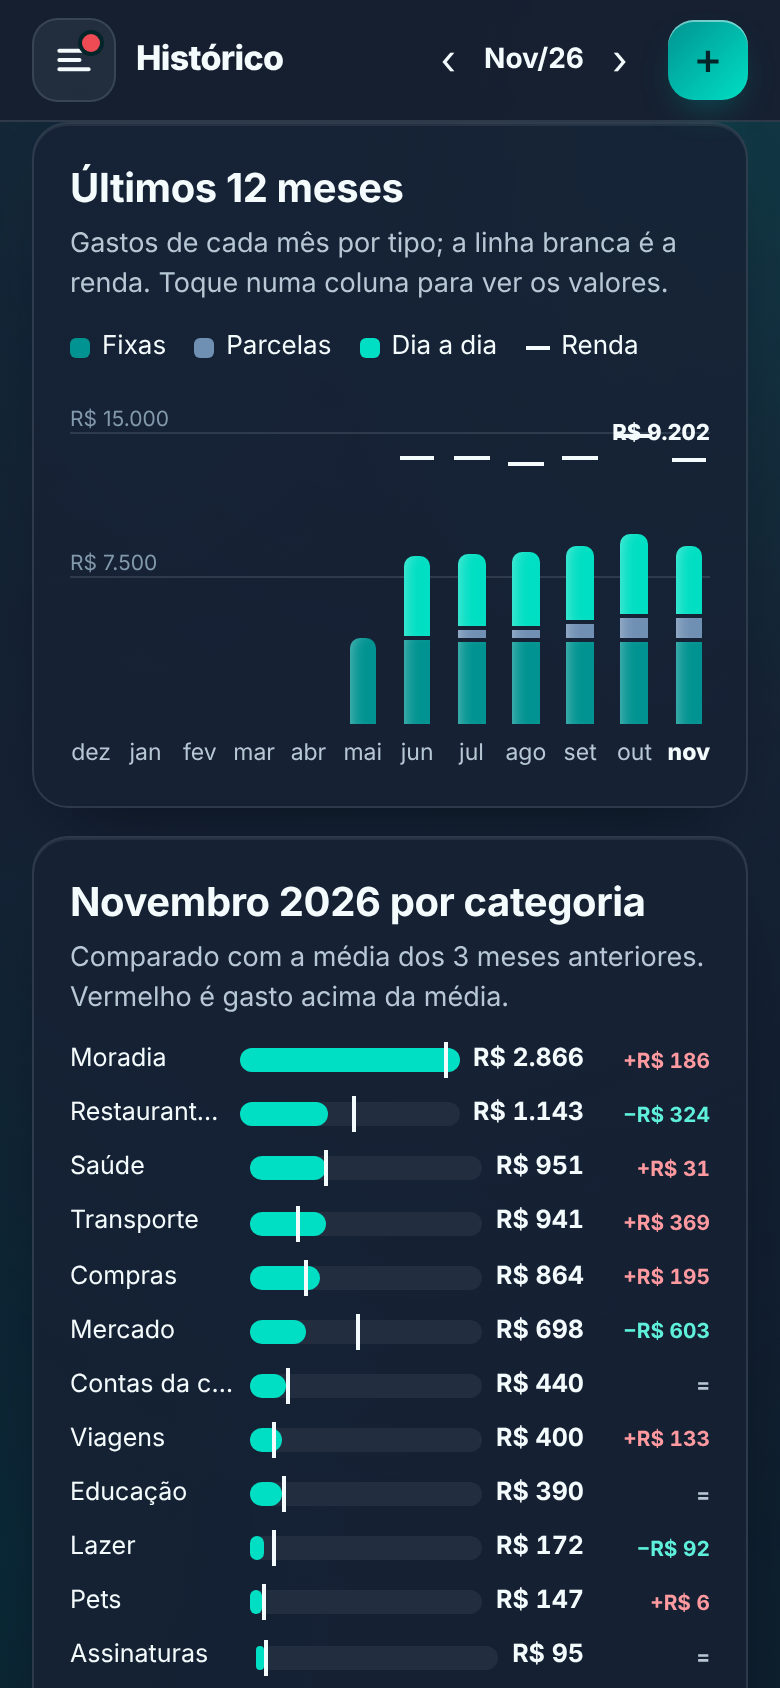 Histórico
‹ Nov/26 › +
Últimos 12 meses
Gastos de cada mês por tipo; a linha branca é a
renda. Toque numa coluna para ver os valores.
Fixas Parcelas Dia a dia Renda
R$ 15.000
R$ 9.202
R$ 7.500
dez jan fev mar abr mai jun jul ago set out nov
Novembro 2026 por categoria
Comparado com a média dos 3 meses anteriores.
Vermelho é gasto acima da média.
Moradia R$ 2.866 +R$ 186
Restaurant... R$ 1.143 −R$ 324
Saúde R$ 951 +R$ 31
Transporte R$ 941 +R$ 369
Compras R$ 864 +R$ 195
Mercado R$ 698 −R$ 603
Contas da c... R$ 440 =
Viagens R$ 400 +R$ 133
Educação R$ 390 =
Lazer R$ 172 −R$ 92
Pets R$ 147 +R$ 6
Assinaturas R$ 95 =